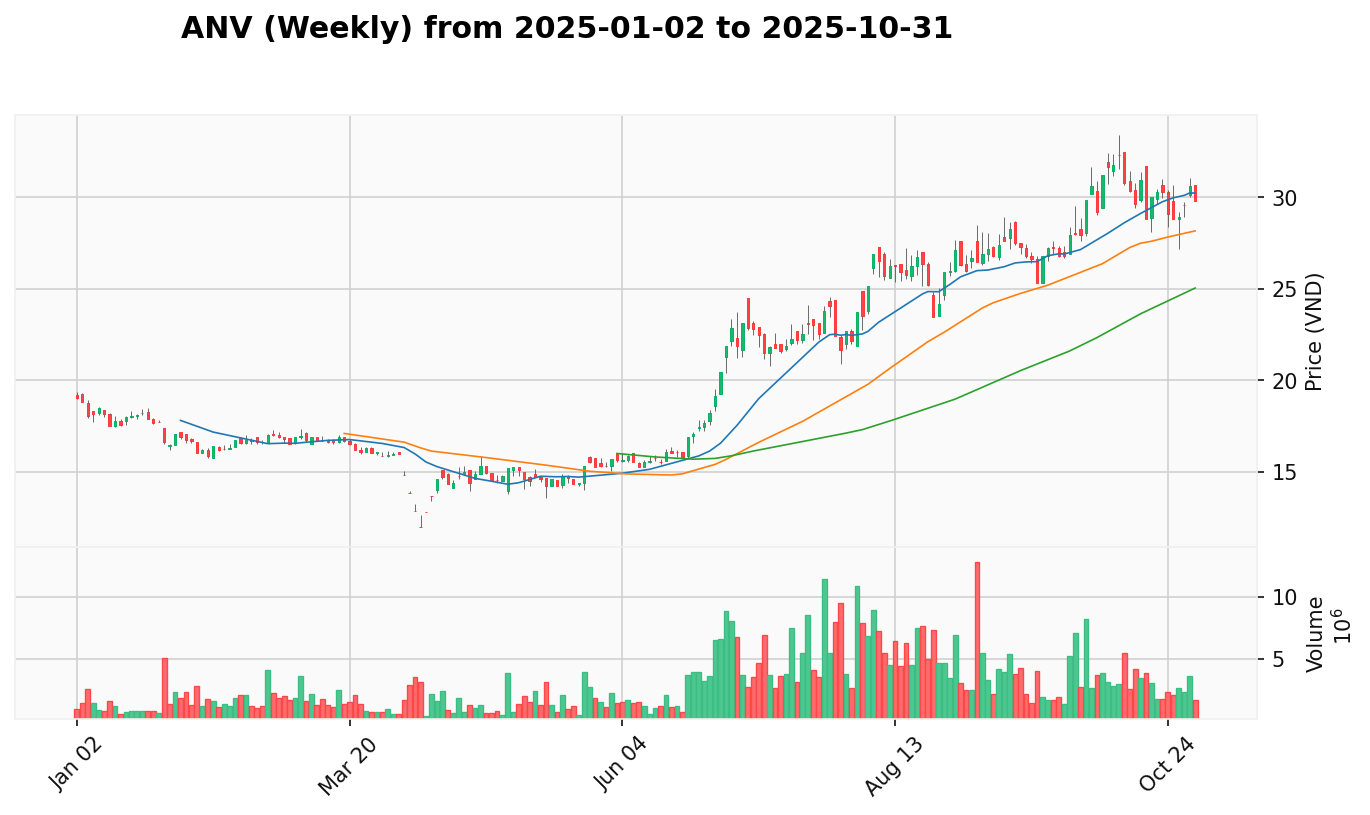 ANV (Weekly) from 2025-01-02 to 2025-10-31
30
25
20
15
Price (VND)
10
5
Volume
10⁶
Jan 02
Mar 20
Jun 04
Aug 13
Oct 24